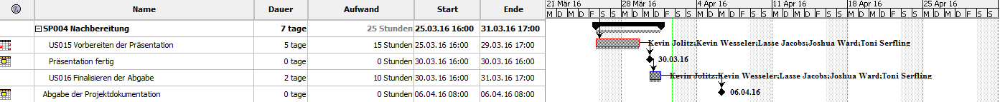 Name Dauer Aufwand Start Ende 21 Mär 16 28 Mär 16 4 Apr 16 11 Apr 16 18 Apr 16 25 Apr 16
M D M D F S S M D M D F S S M D M D F S S M D M D F S S M D M D F S S M D M D F S S
SP004 Nachbereitung 7 tage 25 Stunden 25.03.16 16:00 31.03.16 17:00
US015 Vorbereiten der Präsentation 5 tage 15 Stunden 25.03.16 16:00 29.03.16 17:00 Kevin Jolitz;Kevin Wesseler;Lasse Jacobs;Joshua Ward;Toni Serfling
Präsentation fertig 0 tage 0 Stunden 30.03.16 16:00 30.03.16 16:00 30.03.16
US016 Finalisieren der Abgabe 2 tage 10 Stunden 30.03.16 16:00 31.03.16 17:00 Kevin Jolitz;Kevin Wesseler;Lasse Jacobs;Joshua Ward;Toni Serfling
Abgabe der Projektdokumentation 0 tage 0 Stunden 06.04.16 08:00 06.04.16 08:00 06.04.16